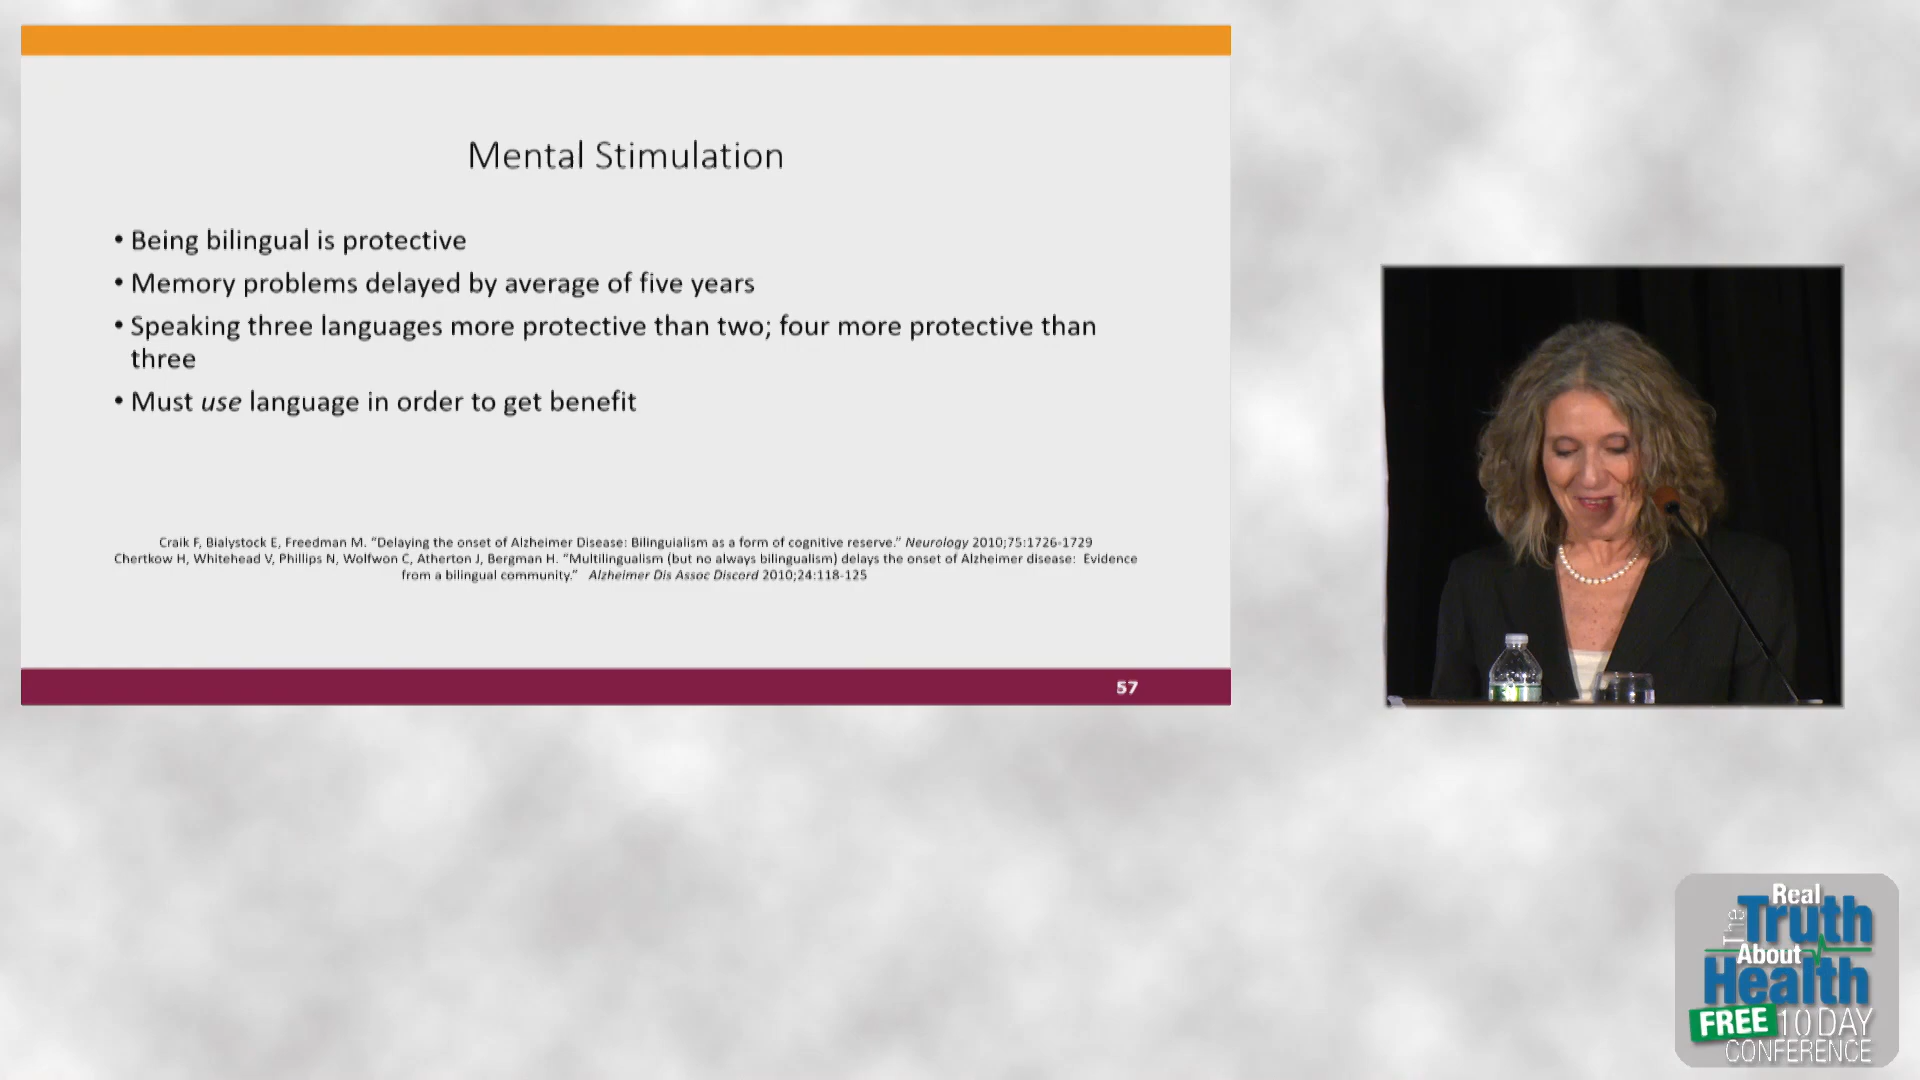 Mental Stimulation
• Being bilingual is protective
• Memory problems delayed by average of five years
• Speaking three languages more protective than two; four more protective than
three
• Must use language in order to get benefit
Craik F, Bialystock E, Freedman M. “Delaying the onset of Alzheimer Disease: Bilinguialism as a form of cognitive reserve.” Neurology 2010;75:1726-1729
Chertkow H, Whitehead V, Phillips N, Wolfwon C, Atherton J, Bergman H. “Multilingualism (but no always bilingualism) delays the onset of Alzheimer disease: Evidence
from a bilingual community.” Alzheimer Dis Assoc Discord 2010;24:118-125
57
The Real
Truth
About
Health
FREE 10 DAY
CONFERENCE